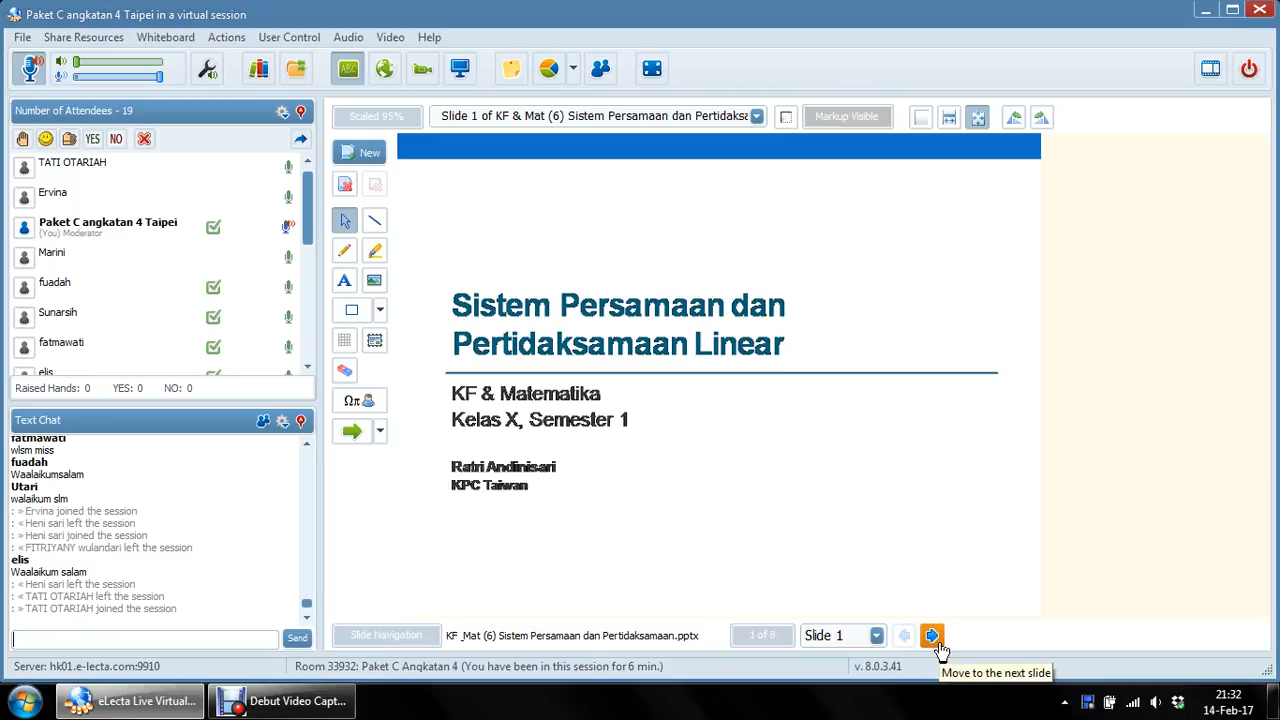 Paket C angkatan 4 Taipei in a virtual session
File Share Resources Whiteboard Actions User Control Audio Video Help
ABC
Number of Attendees - 19
YES NO
TATI OTARIAH
Ervina
Paket C angkatan 4 Taipei
(You) Moderator
Marini
fuadah
Sunarsih
fatmawati
elis
Raised Hands: 0 YES: 0 NO: 0
Text Chat
fatmawati
wlsm miss
fuadah
Waalaikumsalam
Utari
walaikum slm
: » Ervina joined the session
: « Heni sari left the session
: » Heni sari joined the session
: « FITRIYANY wulandari left the session
elis
Waalaikum salam
: « Heni sari left the session
: « TATI OTARIAH left the session
: » TATI OTARIAH joined the session
Send
Scaled 95%
Slide 1 of KF & Mat (6) Sistem Persamaan dan Pertidaksa
Markup Visible
New
A
Ωπ
Sistem Persamaan dan
Pertidaksamaan Linear
KF & Matematika
Kelas X, Semester 1
Ratri Andinisari
KPC Taiwan
Slide Navigation
KF _Mat (6) Sistem Persamaan dan Pertidaksamaan.pptx
1 of 8
Slide 1
Move to the next slide
Server: hk01.e-lecta.com:9910
Room 33932: Paket C Angkatan 4 (You have been in this session for 6 min.)
v. 8.0.3.41
eLecta Live Virtual...
Debut Video Capt...
21:32
14-Feb-17